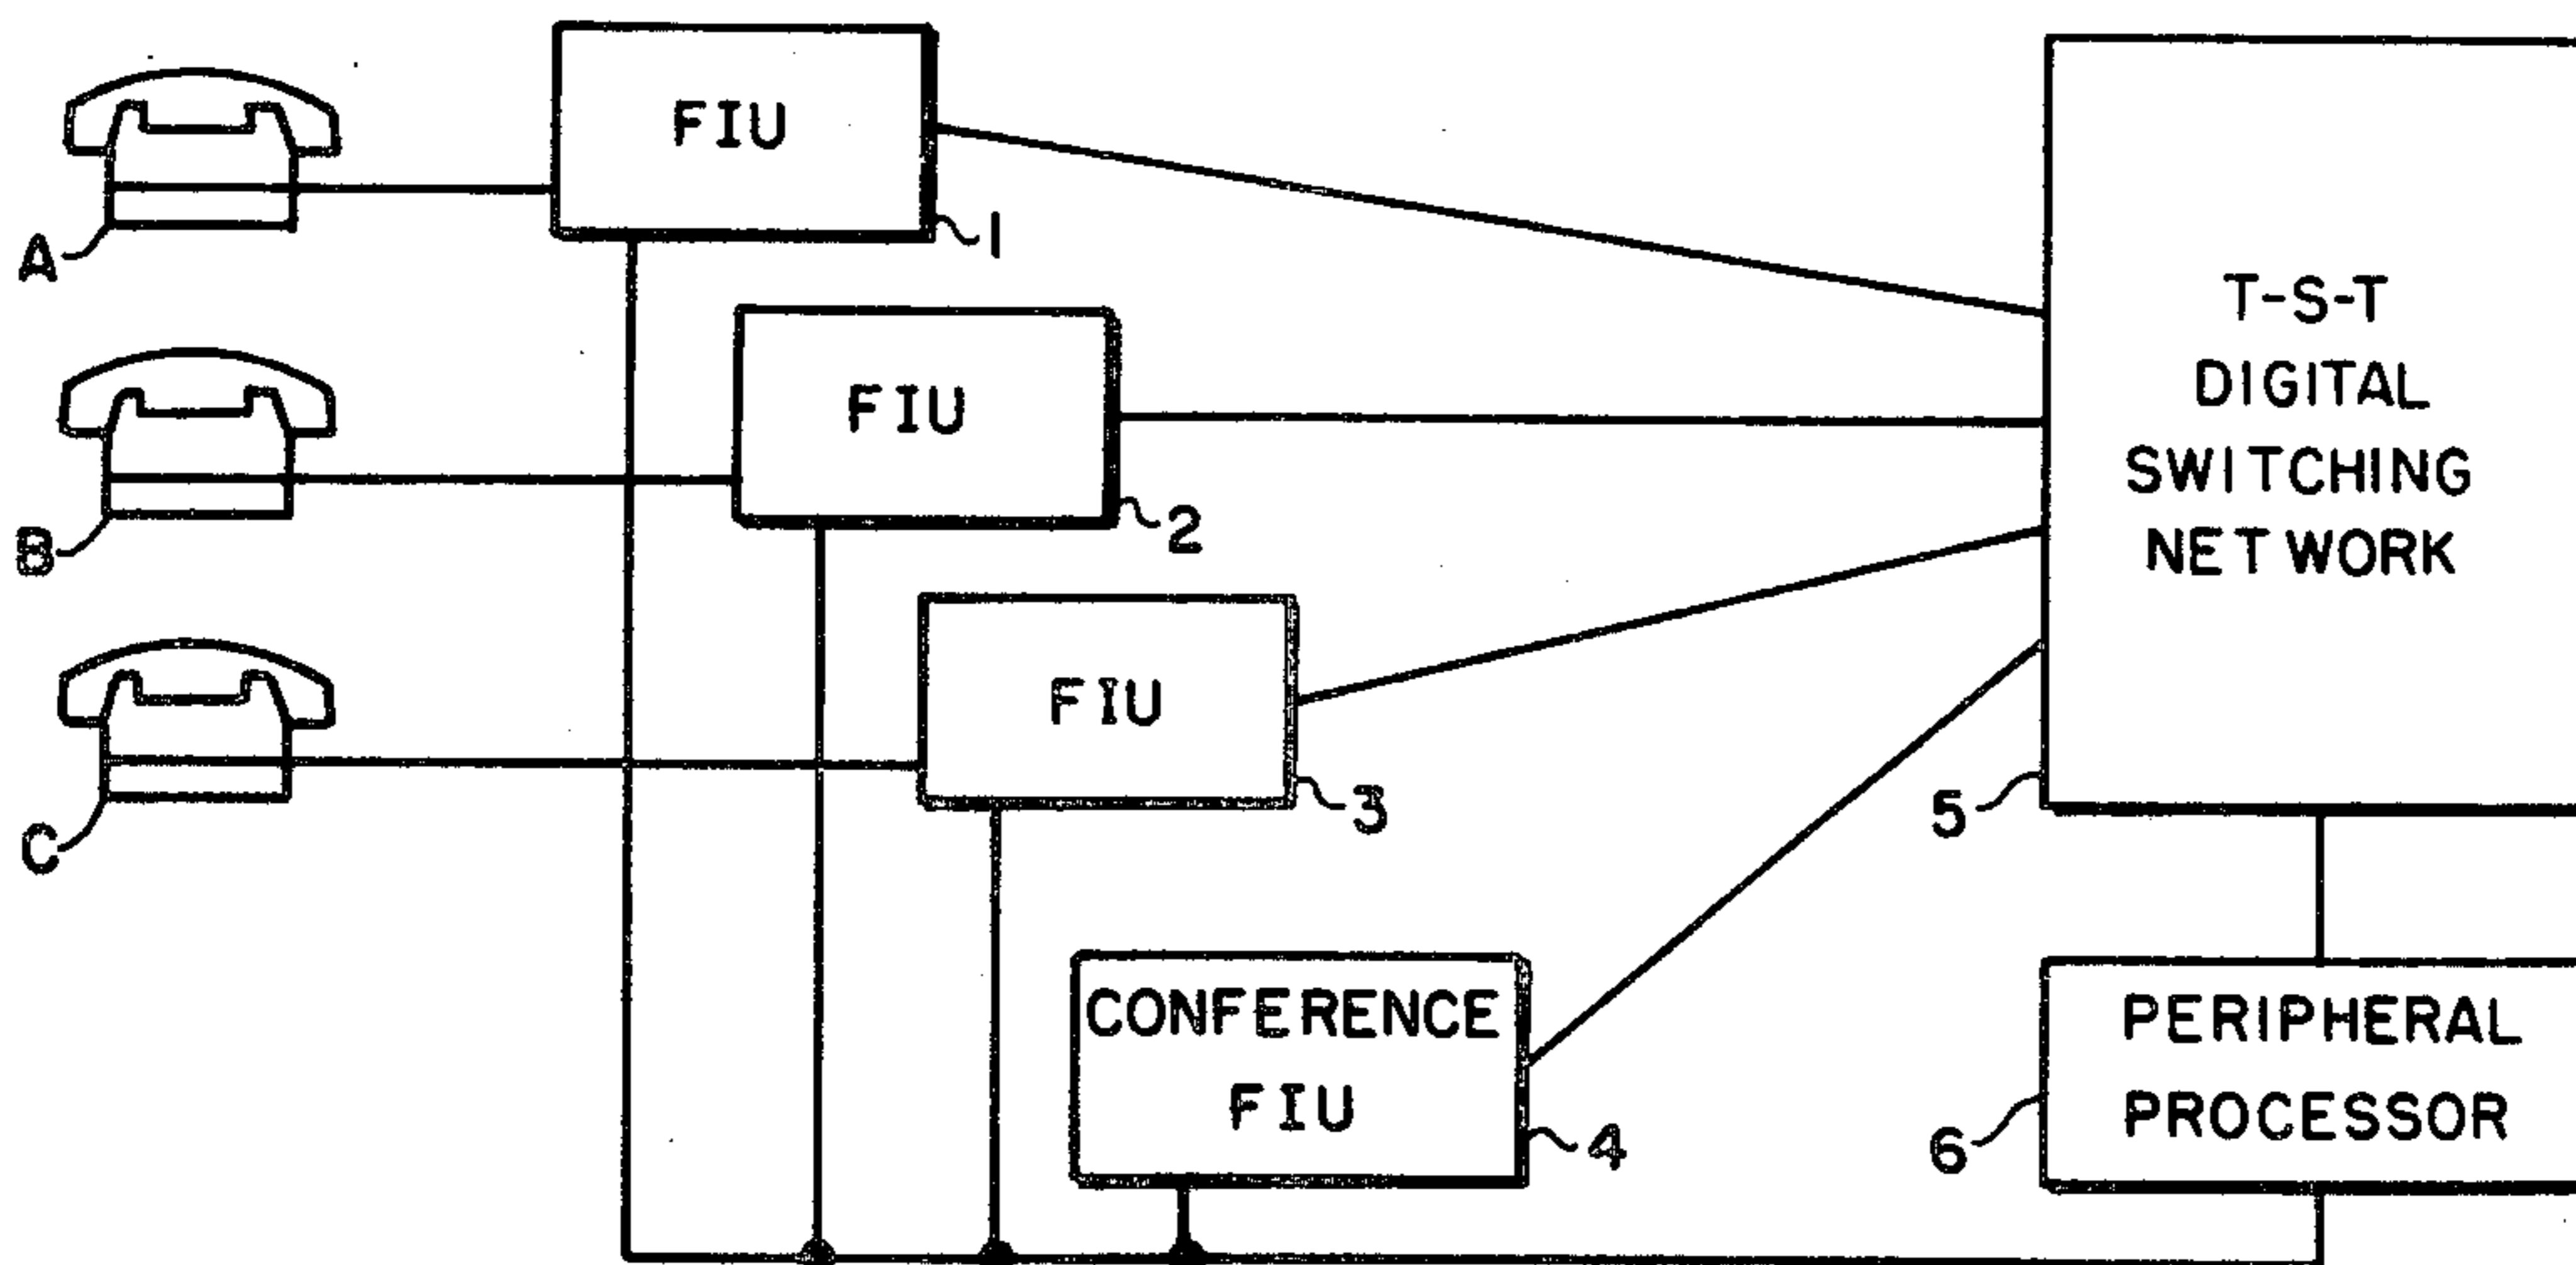 FIU
1
A
FIU
2
B
FIU
3
C
T-S-T
DIGITAL
SWITCHING
NETWORK
5
CONFERENCE
FIU
4
PERIPHERAL
PROCESSOR
6